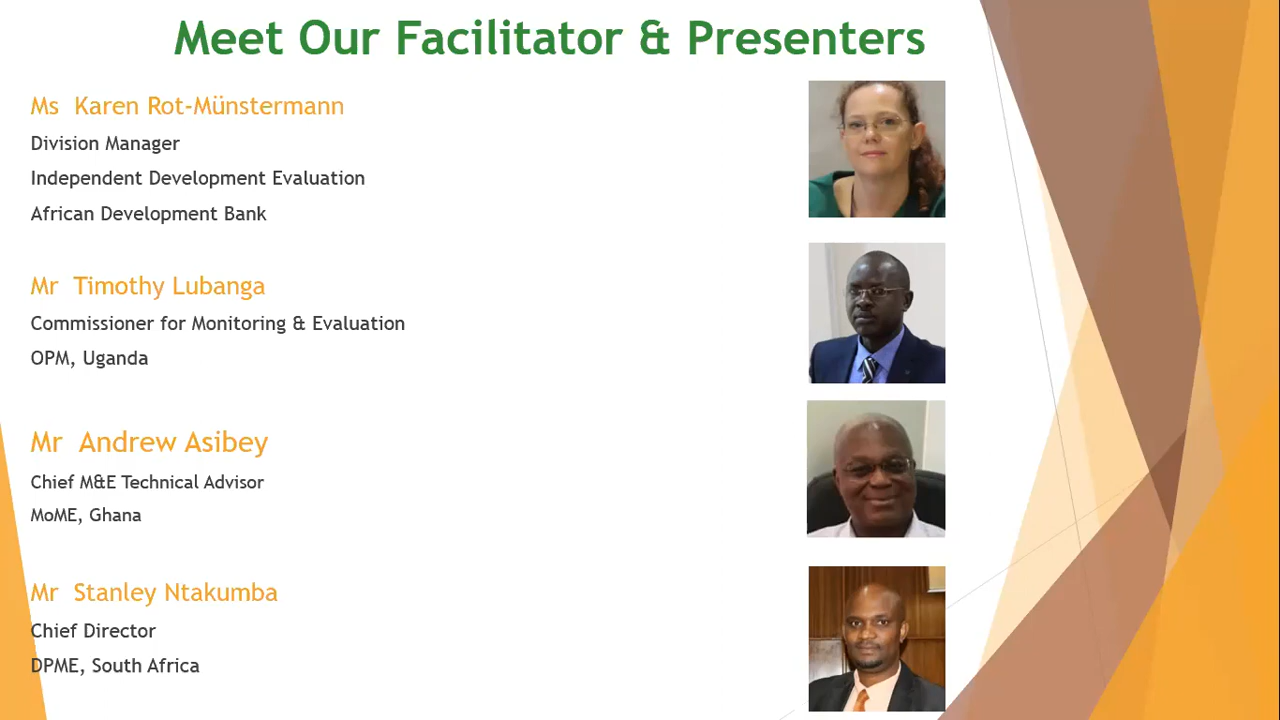 Meet Our Facilitator & Presenters
Ms Karen Rot-Münstermann
Division Manager
Independent Development Evaluation
African Development Bank
Mr Timothy Lubanga
Commissioner for Monitoring & Evaluation
OPM, Uganda
Mr Andrew Asibey
Chief M&E Technical Advisor
MoME, Ghana
Mr Stanley Ntakumba
Chief Director
DPME, South Africa